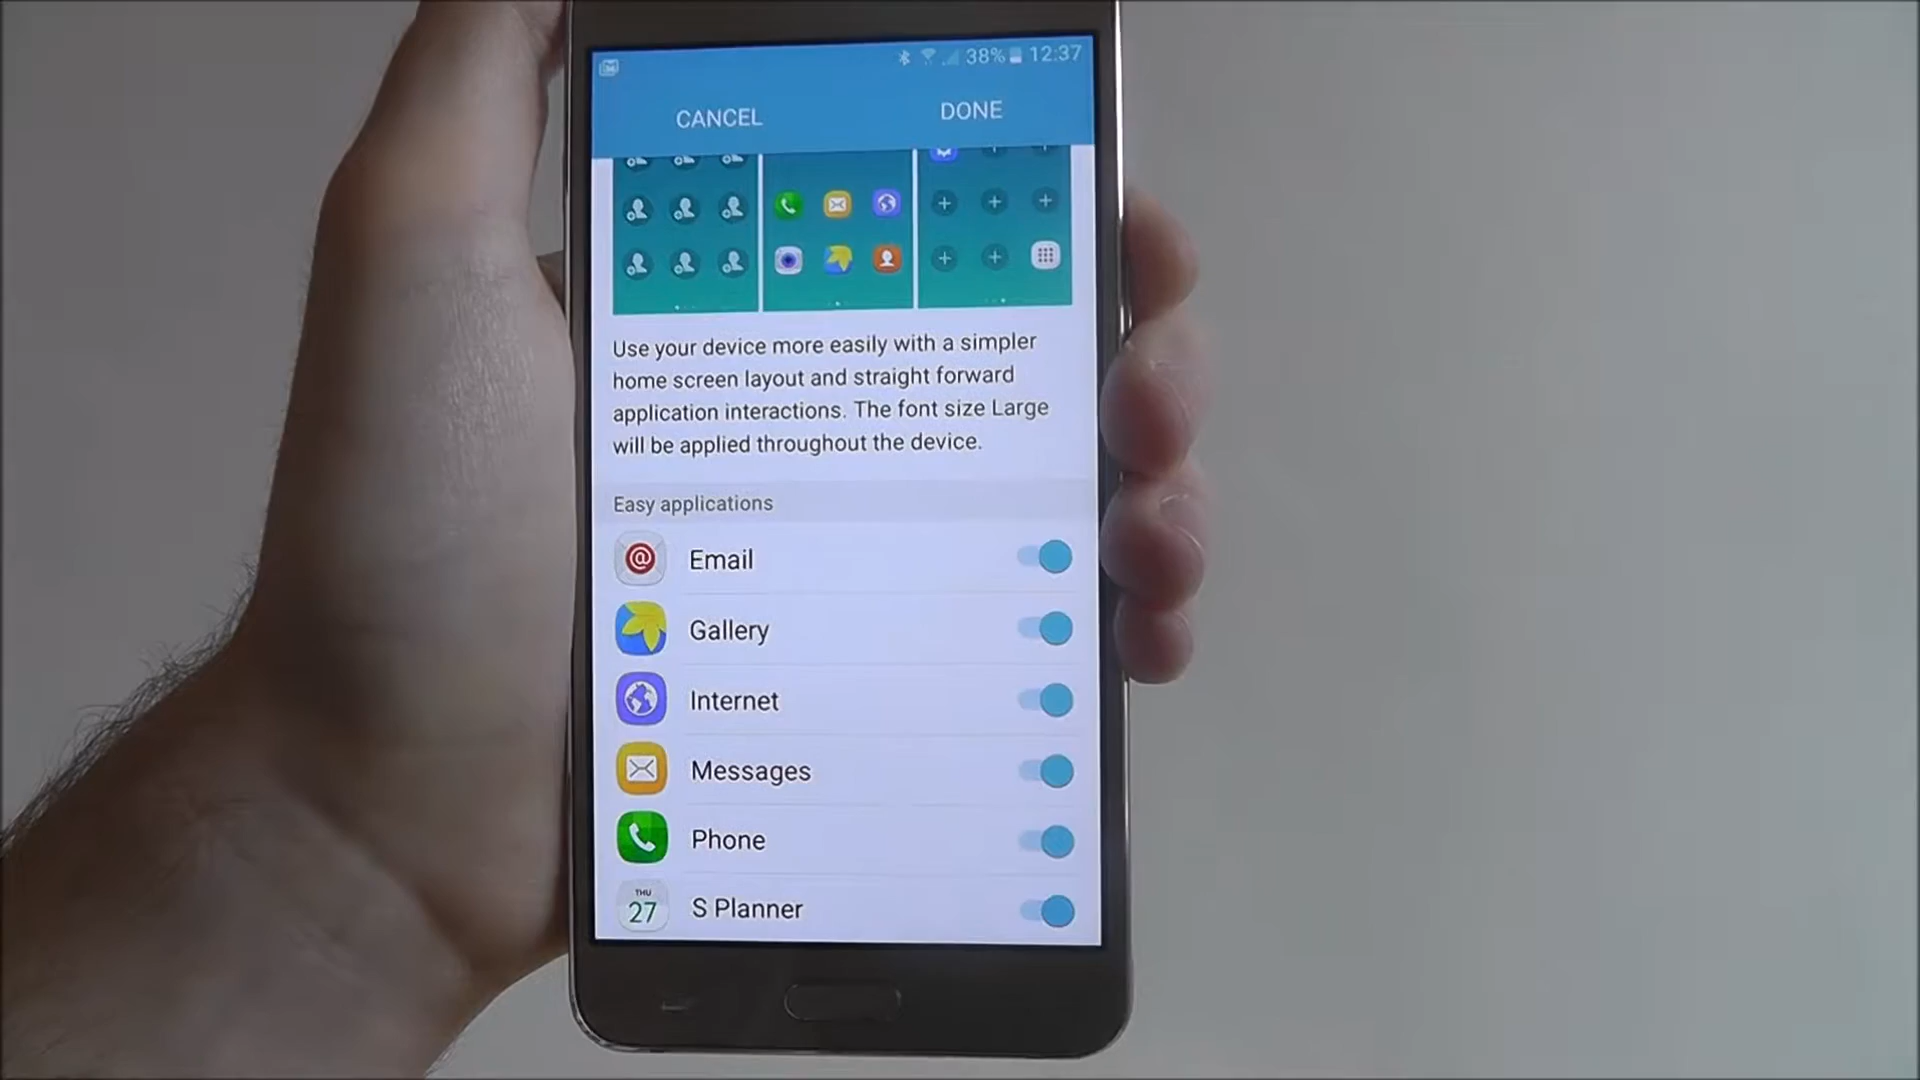 38% 12:37
CANCEL DONE
Use your device more easily with a simpler
home screen layout and straight forward
application interactions. The font size Large
will be applied throughout the device.
Easy applications
Email
Gallery
Internet
Messages
Phone
THU
27
S Planner